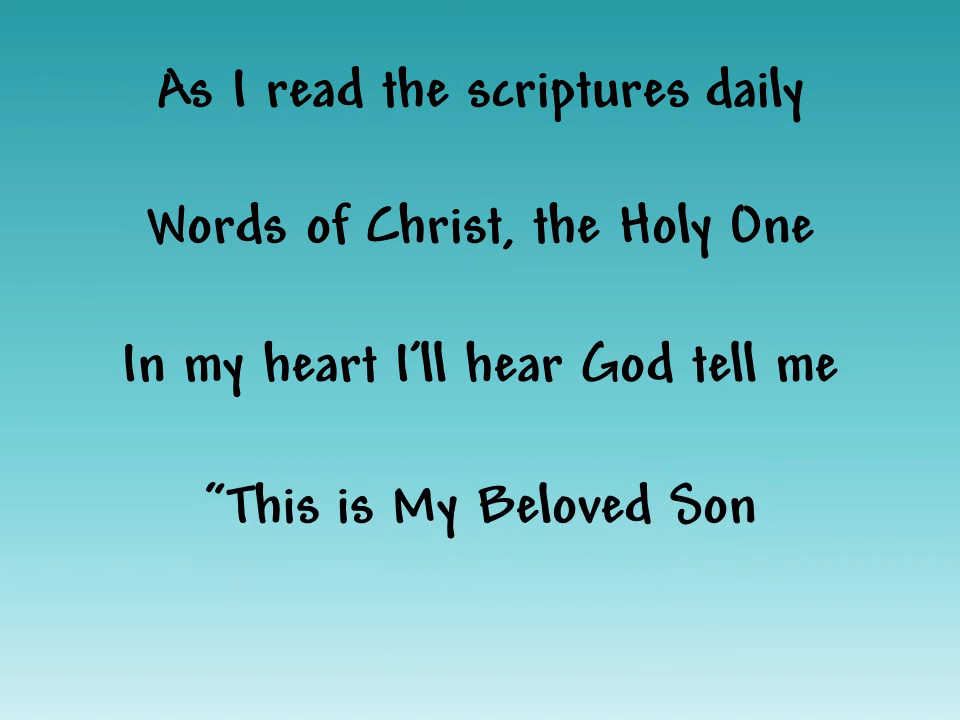 As I read the scriptures daily
Words of Christ, the Holy One
In my heart I'll hear God tell me
“This is My Beloved Son